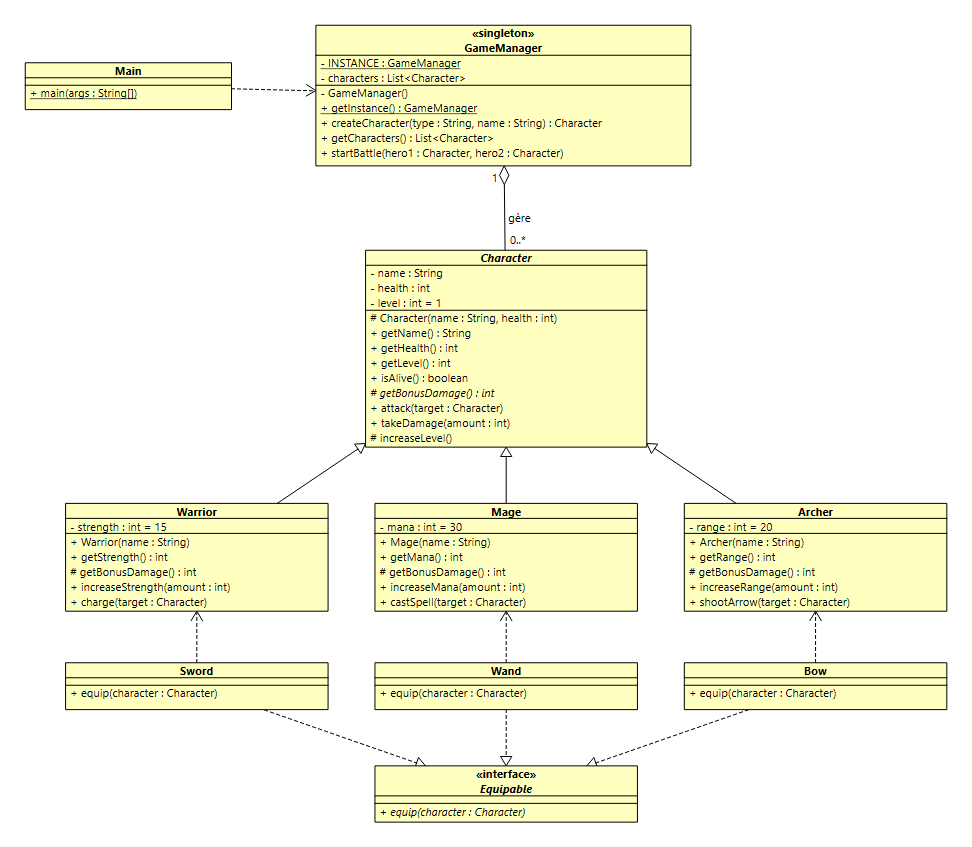 «singleton»
GameManager
- INSTANCE : GameManager
- characters : List<Character>
- GameManager()
+ getInstance() : GameManager
+ createCharacter(type : String, name : String) : Character
+ getCharacters() : List<Character>
+ startBattle(hero1 : Character, hero2 : Character)
Main
+ main(args : String[])
1
gère
0..*
Character
- name : String
- health : int
- level : int = 1
# Character(name : String, health : int)
+ getName() : String
+ getHealth() : int
+ getLevel() : int
+ isAlive() : boolean
# getBonusDamage() : int
+ attack(target : Character)
+ takeDamage(amount : int)
# increaseLevel()
Warrior
- strength : int = 15
+ Warrior(name : String)
+ getStrength() : int
# getBonusDamage() : int
+ increaseStrength(amount : int)
+ charge(target : Character)
Mage
- mana : int = 30
+ Mage(name : String)
+ getMana() : int
# getBonusDamage() : int
+ increaseMana(amount : int)
+ castSpell(target : Character)
Archer
- range : int = 20
+ Archer(name : String)
+ getRange() : int
# getBonusDamage() : int
+ increaseRange(amount : int)
+ shootArrow(target : Character)
Sword
+ equip(character : Character)
Wand
+ equip(character : Character)
Bow
+ equip(character : Character)
«interface»
Equipable
+ equip(character : Character)